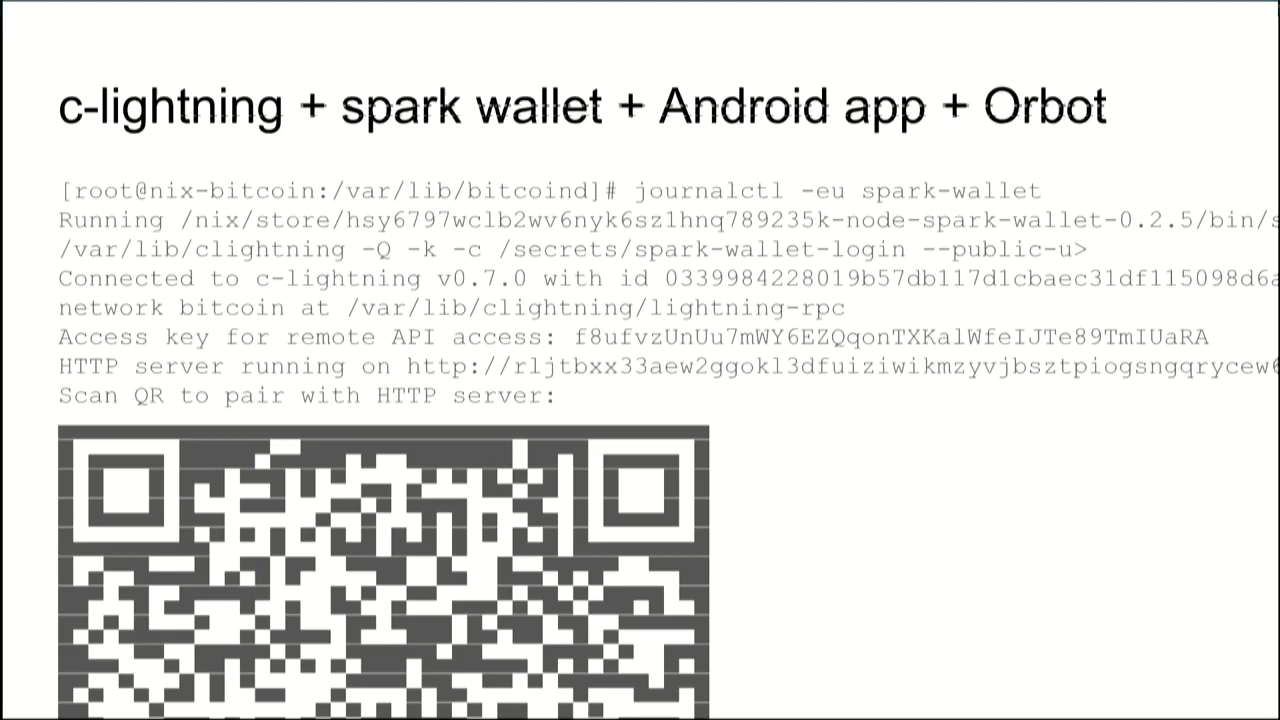 c-lightning + spark wallet + Android app + Orbot
[root@nix-bitcoin:/var/lib/bitcoind]# journalctl -eu spark-wallet
Running /nix/store/hsy6797wclb2wv6nyk6sz1hnq789235k-node-spark-wallet-0.2.5/bin/s
/var/lib/clightning -Q -k -c /secrets/spark-wallet-login --public-u>
Connected to c-lightning v0.7.0 with id 0339984228019b57db117d1cbaec31df115098d6a
network bitcoin at /var/lib/clightning/lightning-rpc
Access key for remote API access: f8ufvzUnUu7mWY6EZQqonTXKalWfeIJTe89TmIUaRA
HTTP server running on http://rljtbxx33aew2ggokl3dfuiziwikmzyvjbsztpiogsngqrycew6
Scan QR to pair with HTTP server: